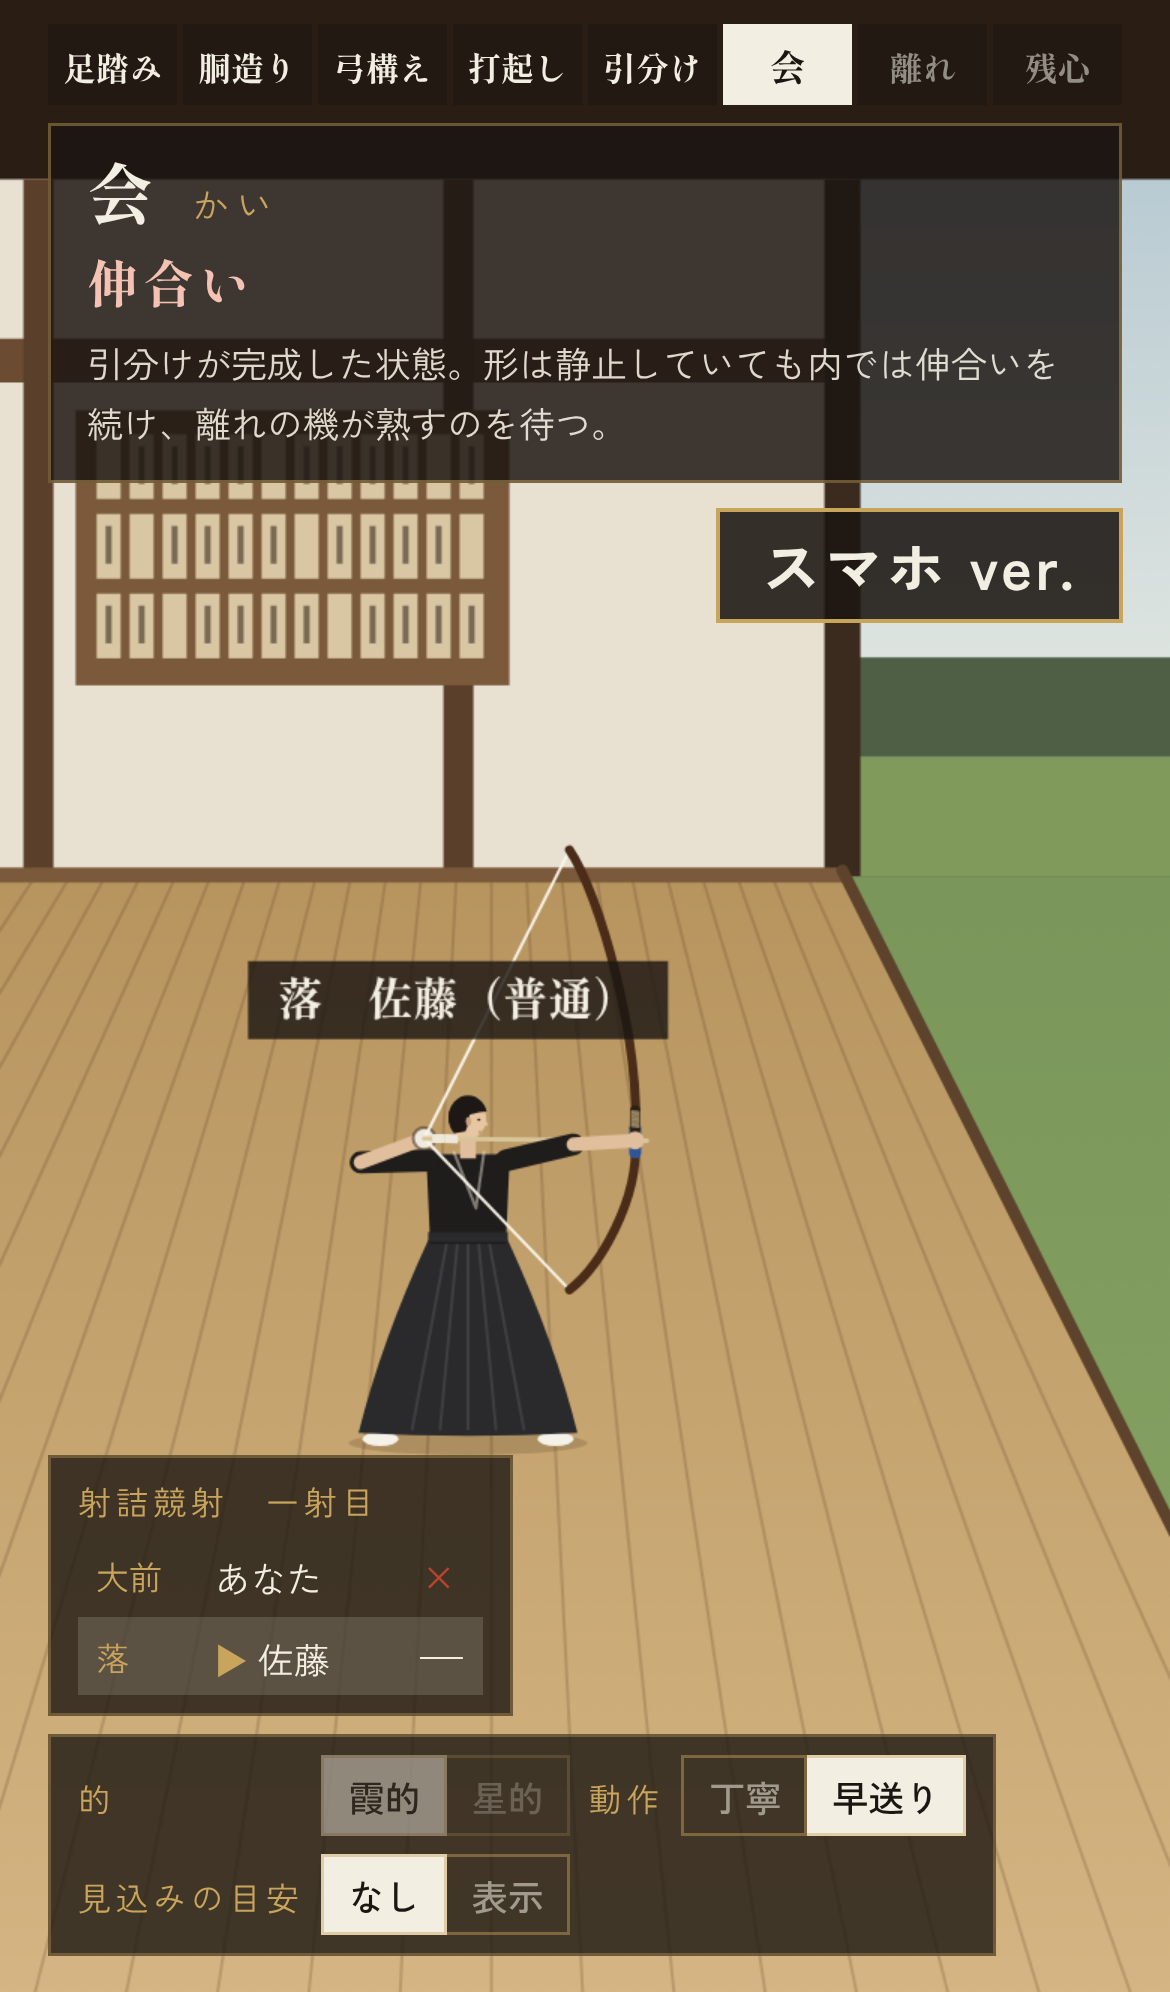 足踏み 胴造り 弓構え 打起し 引分け 会 離れ 残心
会 かい
伸合い
引分けが完成した状態。形は静止していても内では伸合いを
続け、離れの機が熟すのを待つ。
スマホ ver.
落 佐藤（普通）
射詰競射 一射目
大前 あなた ×
落 ▶ 佐藤 —
的 霞的 星的 動作 丁寧 早送り
見込みの目安 なし 表示